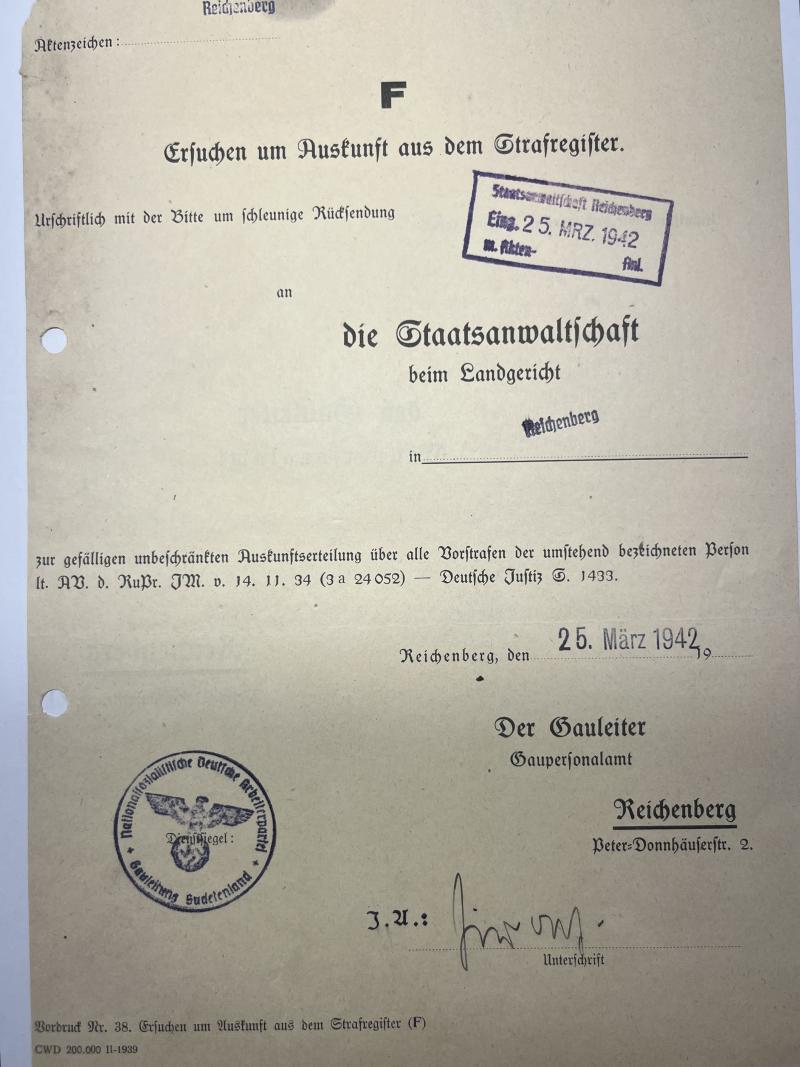 Reichenberg
Aktenzeichen:
F
Ersuchen um Auskunft aus dem Strafregister.
Urschriftlich mit der Bitte um schleunige Rücksendung
Staatsanwaltschaft Reichenberg
Eing. 25. MRZ. 1942
m. Akten- Anl.
an
die Staatsanwaltschaft
beim Landgericht
Reichenberg
in
zur gefälligen unbeschränkten Auskunftserteilung über alle Vorstrafen der umstehend bezeichneten Person
lt. AV. d. RuPr. JM. v. 14. 11. 34 (3a 24052) — Deutsche Justiz S. 1433.
Reichenberg, den 25. März 1942 19
Der Gauleiter
Gaupersonalamt
Reichenberg
Peter-Donnhäuserstr. 2.
Nationalsozialistische Deutsche Arbeiterpartei
Dienstsiegel:
Gauleitung Sudetenland
J.A.:
Unterschrift
Vordruck Nr. 38. Ersuchen um Auskunft aus dem Strafregister (F)
CWD 200.000 II-1939